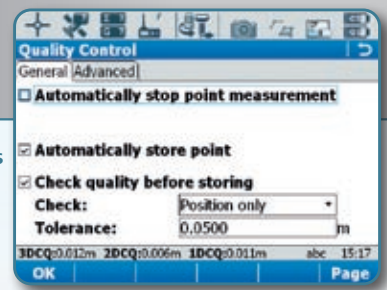 Quality Control
General Advanced
Automatically stop point measurement
s
Automatically store point
Check quality before storing
Check: Position only
Tolerance: 0.0500 m
3DCQ:0.012m 2DCQ:0.006m 1DCQ:0.011m abc 15:17
OK Page